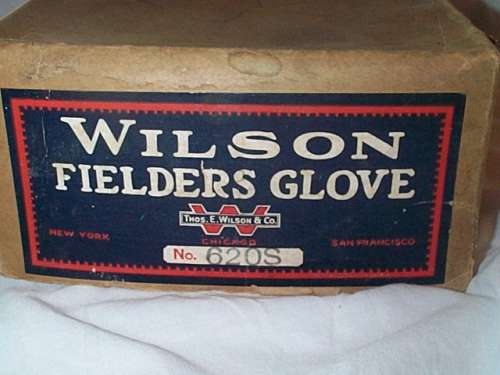 WILSON
FIELDERS GLOVE
W
THOS. E. WILSON & CO.
NEW YORK CHICAGO SAN FRANCISCO
No. 620S